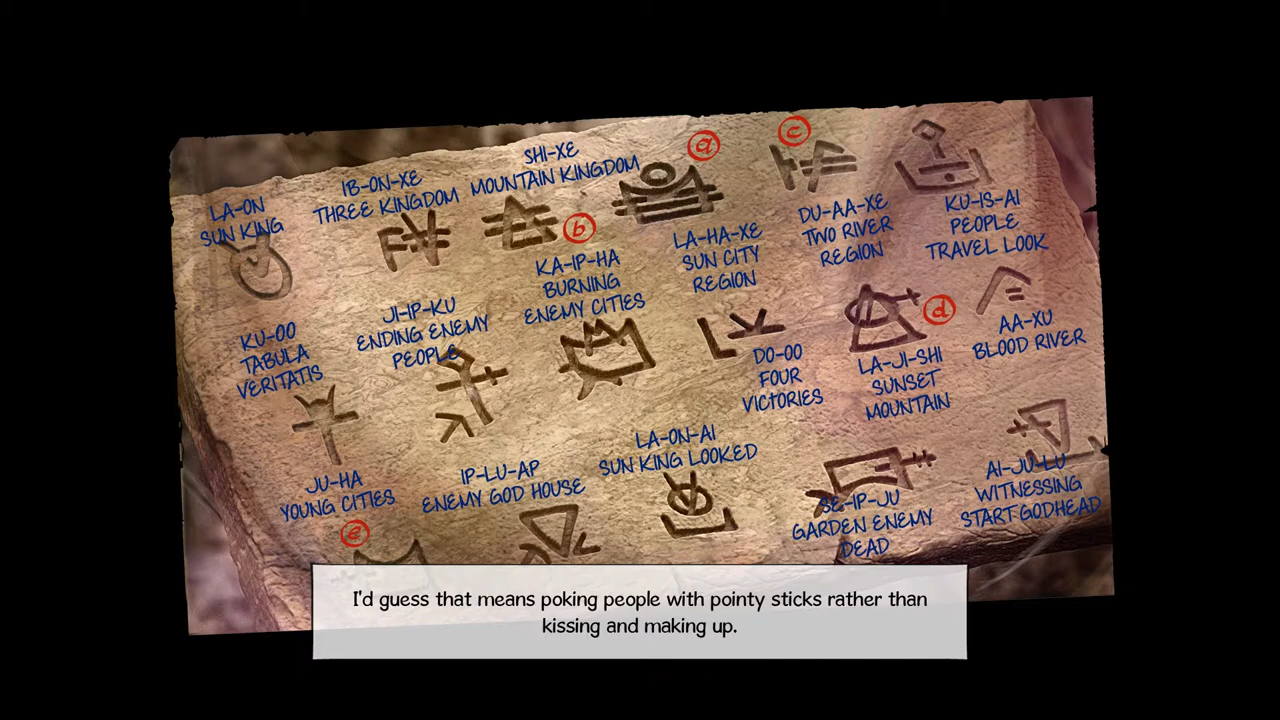 LA-ON
SUN KING
IB-ON-XE
THREE KINGDOM
SHI-XE
MOUNTAIN KINGDOM
a
c
b
KA-IP-HA
BURNING
ENEMY CITIES
LA-HA-XE
SUN CITY
REGION
DU-AA-XE
TWO RIVER
REGION
KU-IS-AI
PEOPLE
TRAVEL LOOK
KU-OO
TABULA
VERITATIS
JI-IP-KU
ENDING ENEMY
PEOPLE
DO-OO
FOUR
VICTORIES
d
LA-JI-SHI
SUNSET
MOUNTAIN
AA-XU
BLOOD RIVER
JU-HA
YOUNG CITIES
e
IP-LU-AP
ENEMY GOD HOUSE
LA-ON-AI
SUN KING LOOKED
SE-IP-JU
GARDEN ENEMY
DEAD
AI-JU-LU
WITNESSING
START GODHEAD
I'd guess that means poking people with pointy sticks rather than
kissing and making up.